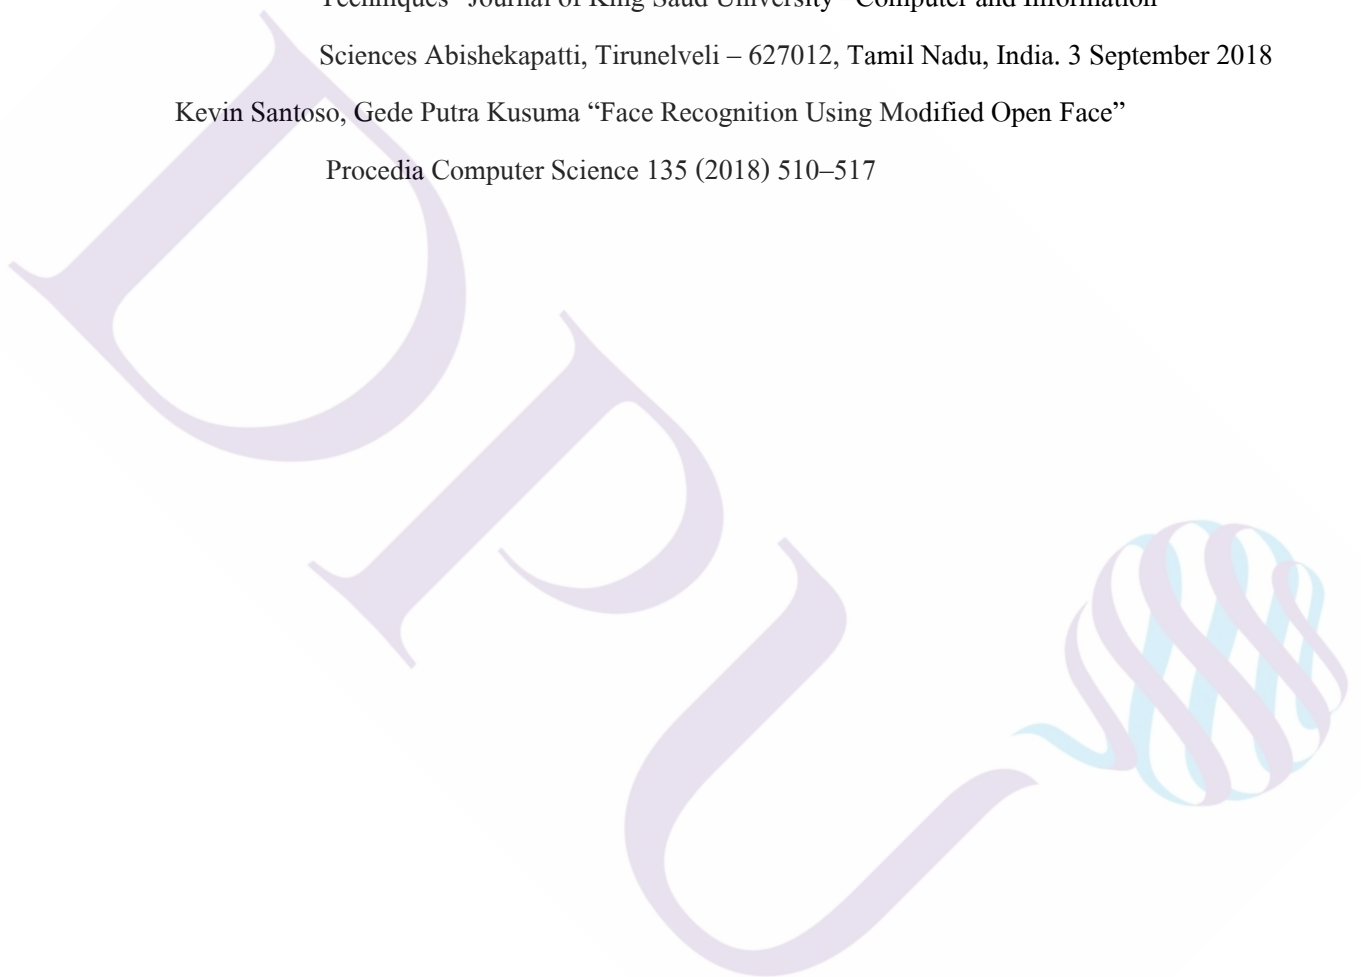 Techniques" Journal of King Saud University –Computer and Information
Sciences Abishekapatti, Tirunelveli – 627012, Tamil Nadu, India. 3 September 2018
Kevin Santoso, Gede Putra Kusuma “Face Recognition Using Modified Open Face”
Procedia Computer Science 135 (2018) 510–517
DPU